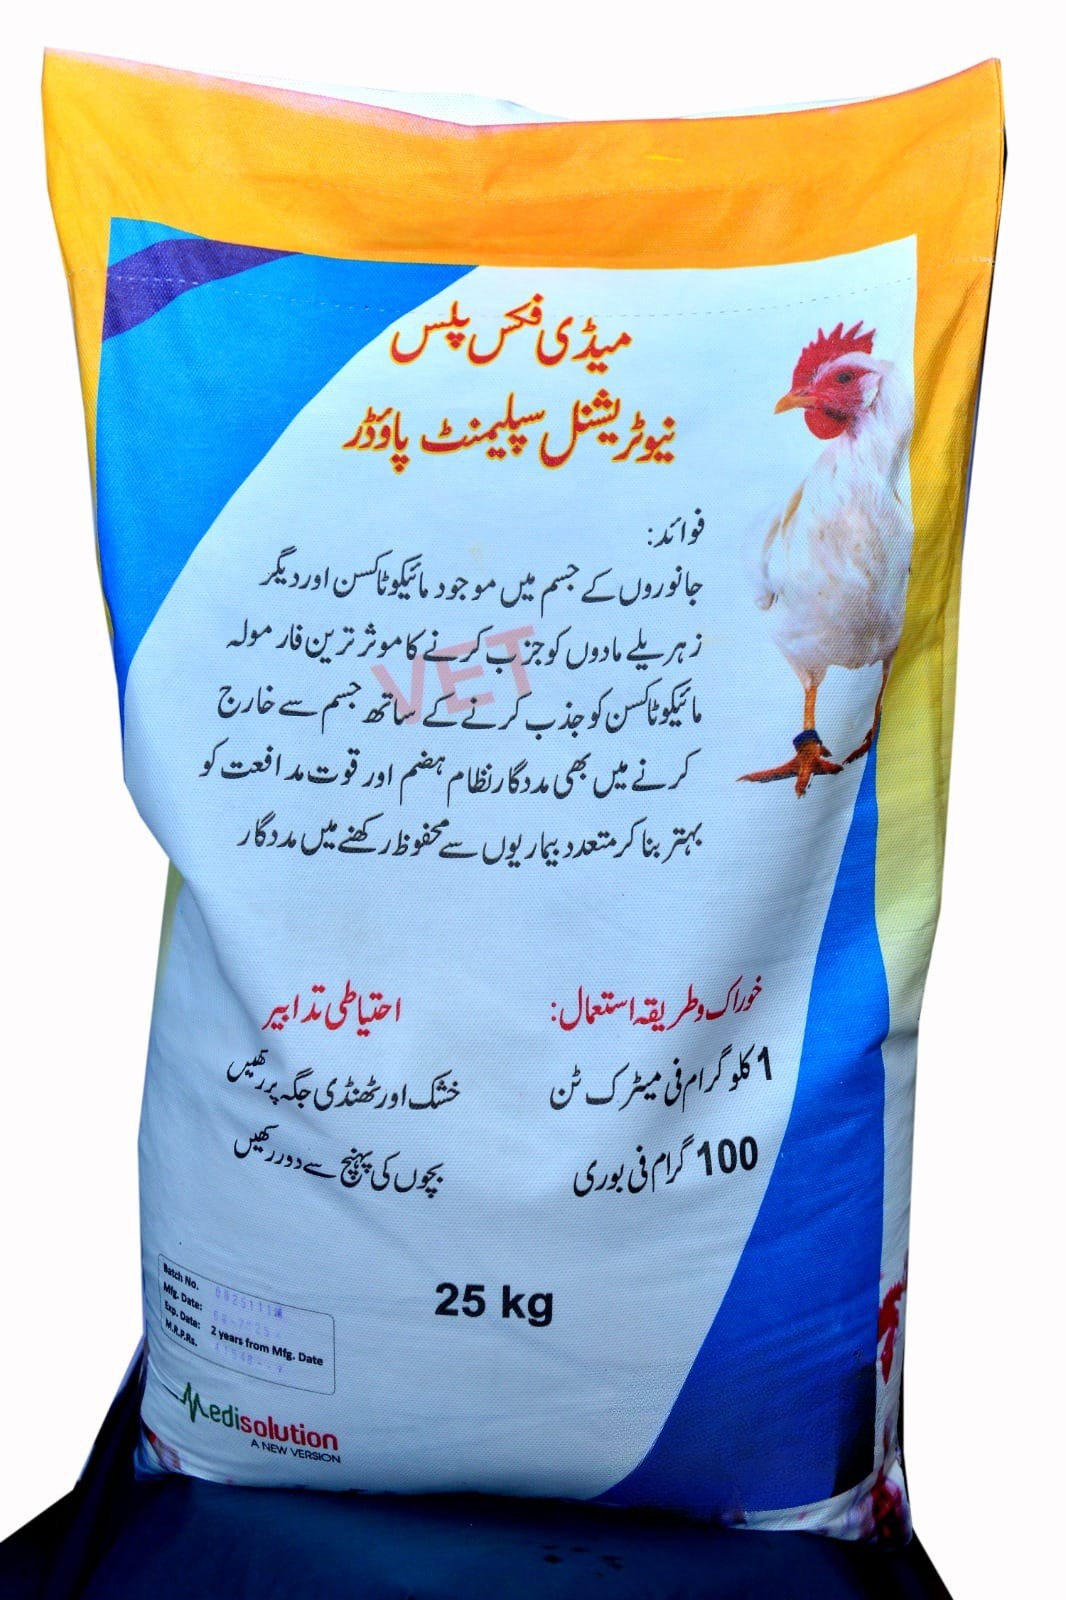 میڈی فکس پلس
نیوٹریشنل سپلیمنٹ پاؤڈر
فوائد:
جانوروں کے جسم میں موجود مائیکوٹاکسن اور دیگر
زہریلے مادوں کو جزب کرنے کا موثر ترین فارمولہ
مائیکوٹاکسن کو جذب کرنے کے ساتھ جسم سے خارج
کرنے میں بھی مددگار نظام ہضم اور قوت مدافعت کو
بہتر بنا کر متعدد بیماریوں سے محفوظ رکھنے میں مددگار
VET
خوراک و طریقہ استعمال:
1 کلو گرام فی میٹرک ٹن
100 گرام فی بوری
احتیاطی تدابیر
خشک اور ٹھنڈی جگہ پر رکھیں
بچوں کی پہنچ سے دور رکھیں
25 kg
Batch No.
Mfg. Date:
Exp. Date: 2 years from Mfg. Date
M.R.P.Rs.
Medisolution
A NEW VERSION